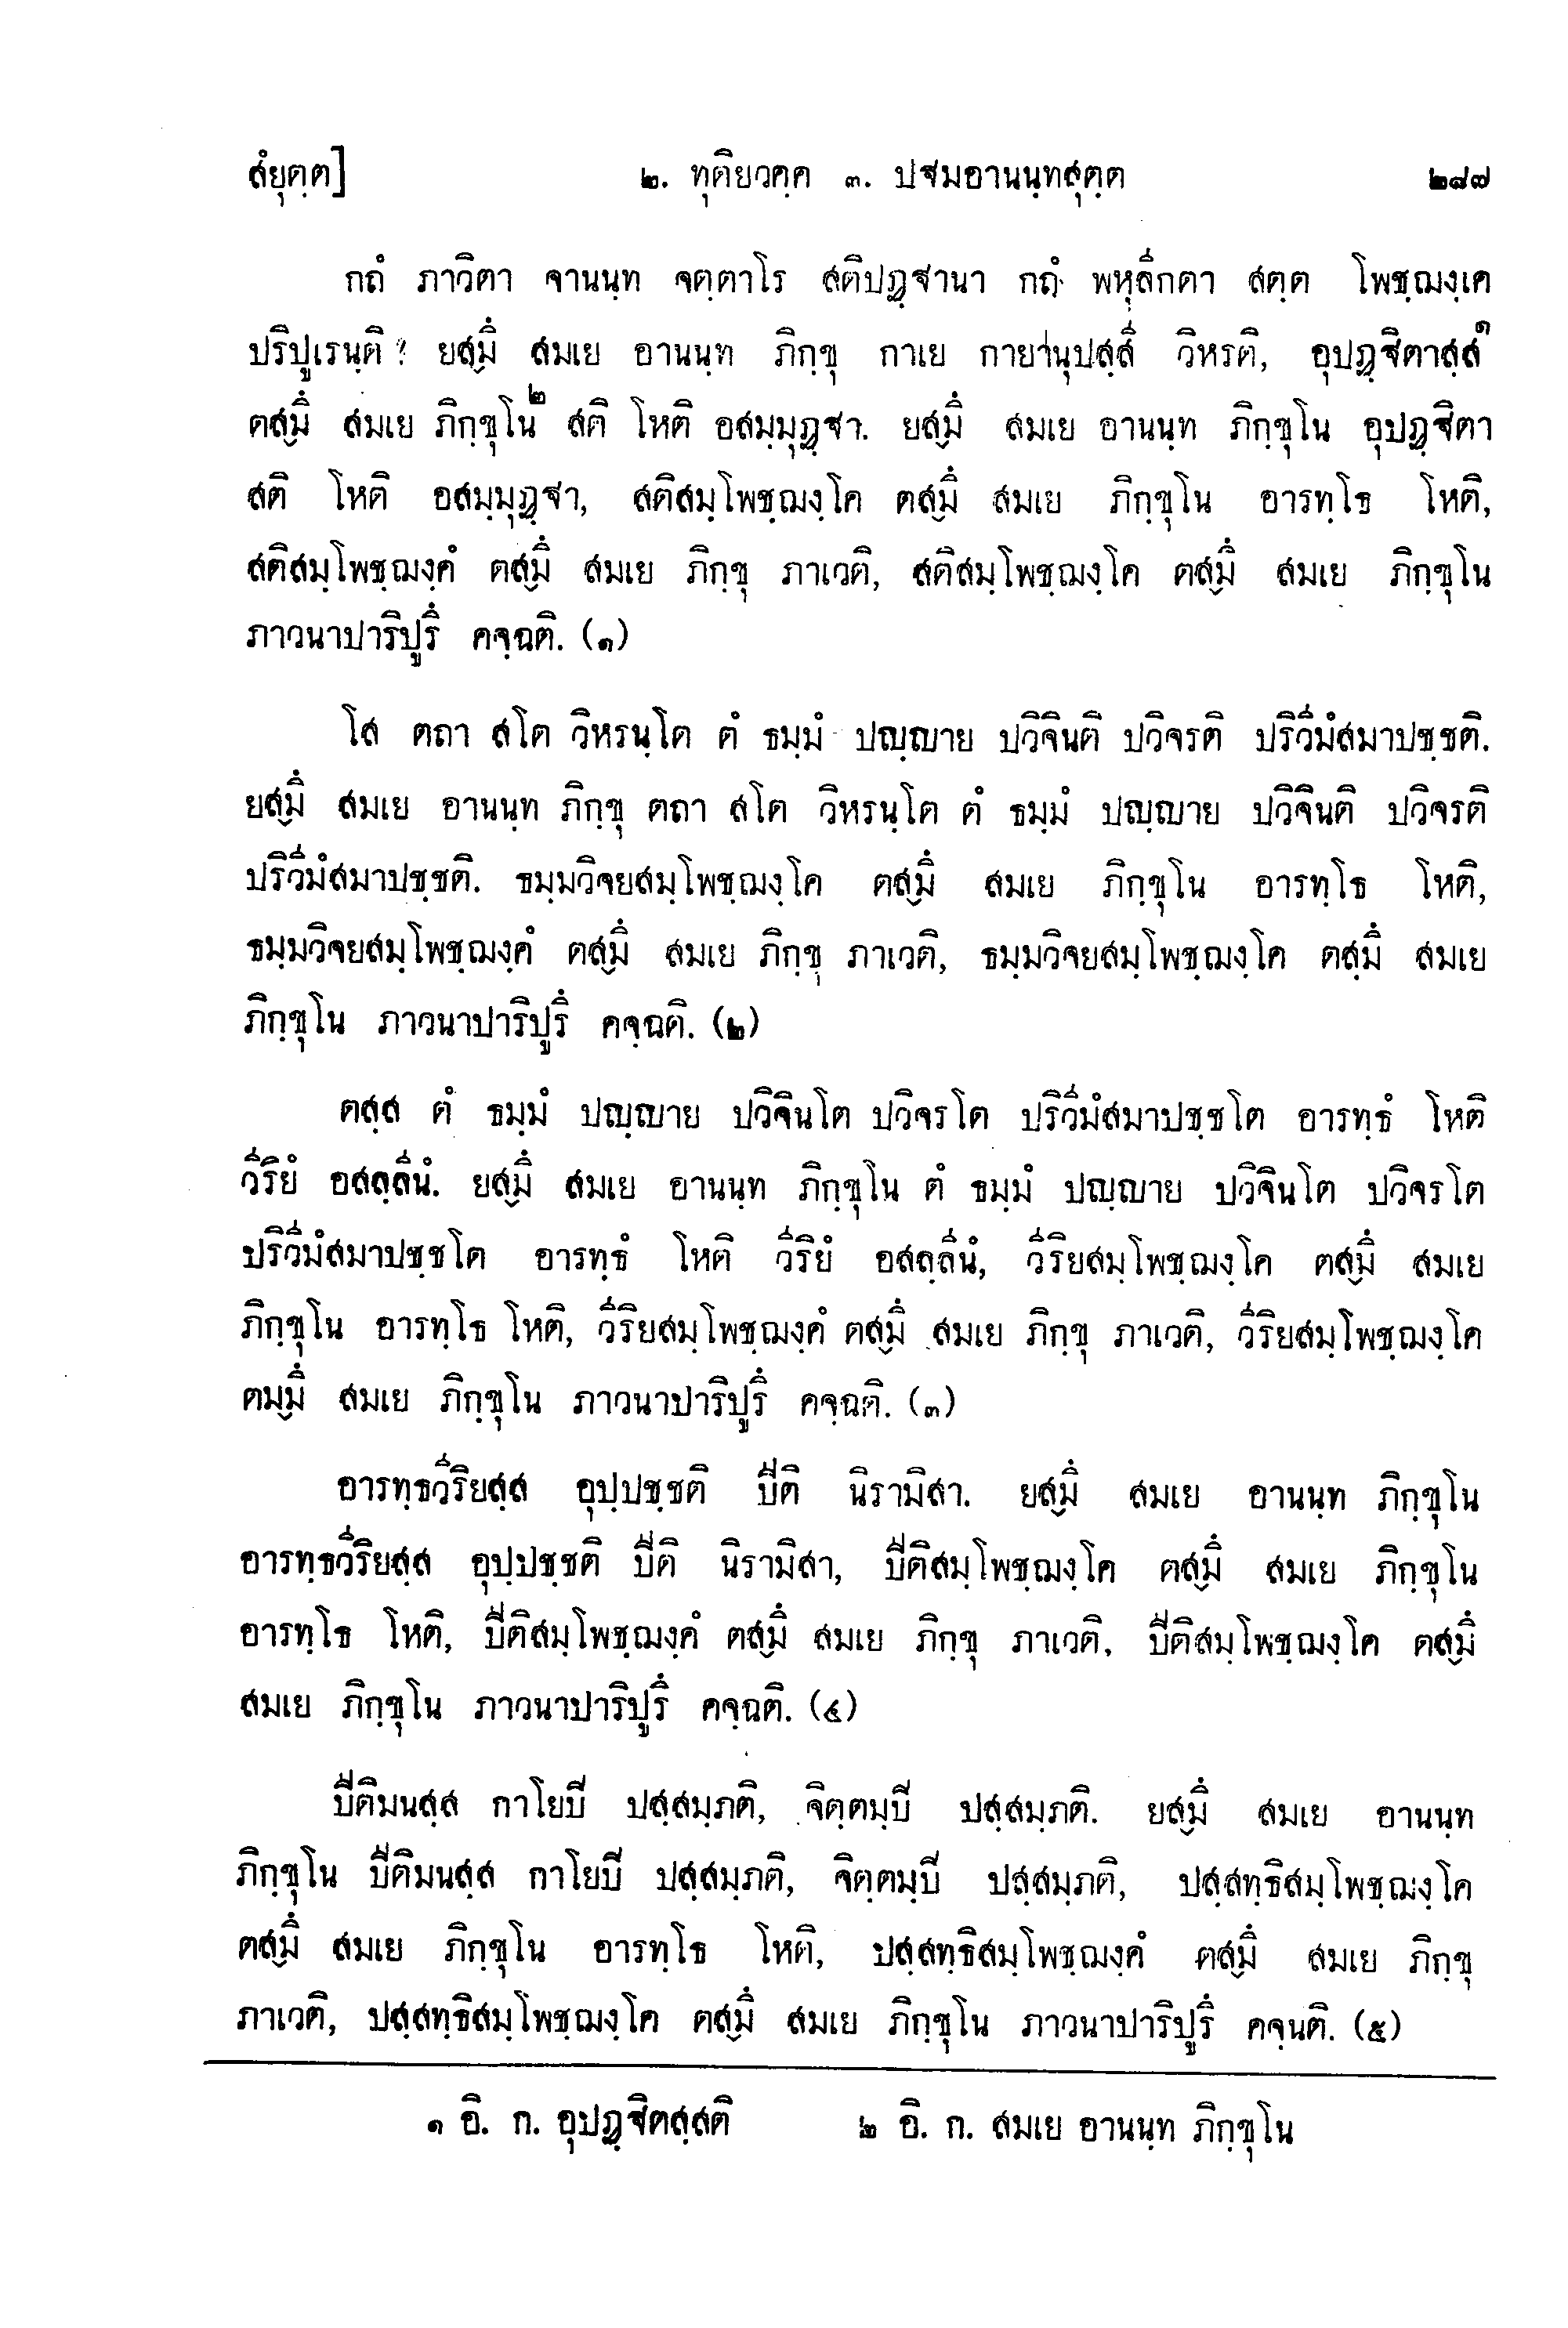 สํยุตฺต] ๒. ทุติยวคฺค ๓. ปฐมอานนฺทสุตฺต ๒๘๗
กถํ ภาวิตา จานนฺท จตฺตาโร สติปฏฺฐานา กถํ พหุลีกตา สตฺต โพชฺฌงฺเค
ปริปูเรนฺติ ? ยสฺมึ สมเย อานนฺท ภิกฺขุ กาเย กายานุปสฺสี วิหรติ, อุปฏฺฐิตาสฺส๑
ตสฺมึ สมเย ภิกฺขุโน๒ สติ โหติ อสมฺมุฏฺฐา. ยสฺมึ สมเย อานนฺท ภิกฺขุโน อุปฏฺฐิตา
สติ โหติ อสมฺมุฏฺฐา, สติสมฺโพชฺฌงฺโค ตสฺมึ สมเย ภิกฺขุโน อารทฺโธ โหติ,
สติสมฺโพชฺฌงฺคํ ตสฺมึ สมเย ภิกฺขุ ภาเวติ, สติสมฺโพชฺฌงฺโค ตสฺมึ สมเย ภิกฺขุโน
ภาวนาปาริปูรึ คจฺฉติ. (๑)
โส ตถา สโต วิหรนฺโต ตํ ธมฺมํ ปญฺญาย ปวิจินติ ปวิจรติ ปริวีมํสมาปชฺชติ.
ยสฺมึ สมเย อานนฺท ภิกฺขุ ตถา สโต วิหรนฺโต ตํ ธมฺมํ ปญฺญาย ปวิจินติ ปวิจรติ
ปริวีมํสมาปชฺชติ. ธมฺมวิจยสมฺโพชฺฌงฺโค ตสฺมึ สมเย ภิกฺขุโน อารทฺโธ โหติ,
ธมฺมวิจยสมฺโพชฺฌงฺคํ ตสฺมึ สมเย ภิกฺขุ ภาเวติ, ธมฺมวิจยสมฺโพชฺฌงฺโค ตสฺมึ สมเย
ภิกฺขุโน ภาวนาปาริปูรึ คจฺฉติ. (๒)
ตสฺส ตํ ธมฺมํ ปญฺญาย ปวิจินโต ปวิจรโต ปริวีมํสมาปชฺชโต อารทฺธํ โหติ
วีริยํ อสลฺลีนํ. ยสฺมึ สมเย อานนฺท ภิกฺขุโน ตํ ธมฺมํ ปญฺญาย ปวิจินโต ปวิจรโต
ปริวีมํสมาปชฺชโต อารทฺธํ โหติ วีริยํ อสลฺลีนํ, วีริยสมฺโพชฺฌงฺโค ตสฺมึ สมเย
ภิกฺขุโน อารทฺโธ โหติ, วีริยสมฺโพชฺฌงฺคํ ตสฺมึ สมเย ภิกฺขุ ภาเวติ, วีริยสมฺโพชฺฌงฺโค
ตมฺมึ สมเย ภิกฺขุโน ภาวนาปาริปูรึ คจฺฉติ. (๓)
อารทฺธวีริยสฺส อุปฺปชฺชติ ปีติ นิรามิสา. ยสฺมึ สมเย อานนฺท ภิกฺขุโน
อารทฺธวีริยสฺส อุปฺปชฺชติ ปีติ นิรามิสา, ปีติสมฺโพชฺฌงฺโค ตสฺมึ สมเย ภิกฺขุโน
อารทฺโธ โหติ, ปีติสมฺโพชฺฌงฺคํ ตสฺมึ สมเย ภิกฺขุ ภาเวติ, ปีติสมฺโพชฺฌงฺโค ตสฺมึ
สมเย ภิกฺขุโน ภาวนาปาริปูรึ คจฺฉติ. (๔)
ปีติมนสฺส กาโยปิ ปสฺสมฺภติ, จิตฺตมฺปิ ปสฺสมฺภติ. ยสฺมึ สมเย อานนฺท
ภิกฺขุโน ปีติมนสฺส กาโยปิ ปสฺสมฺภติ, จิตฺตมฺปิ ปสฺสมฺภติ, ปสฺสทฺธิสมฺโพชฺฌงฺโค
ตสฺมึ สมเย ภิกฺขุโน อารทฺโธ โหติ, ปสฺสทฺธิสมฺโพชฺฌงฺคํ ตสฺมึ สมเย ภิกฺขุ
ภาเวติ, ปสฺสทฺธิสมฺโพชฺฌงฺโค ตสฺมึ สมเย ภิกฺขุโน ภาวนาปาริปูรึ คจฺนติ. (๕)
๑ อิ. ก. อุปฏฺฐิตสฺสติ ๒ อิ. ก. สมเย อานนฺท ภิกฺขุโน